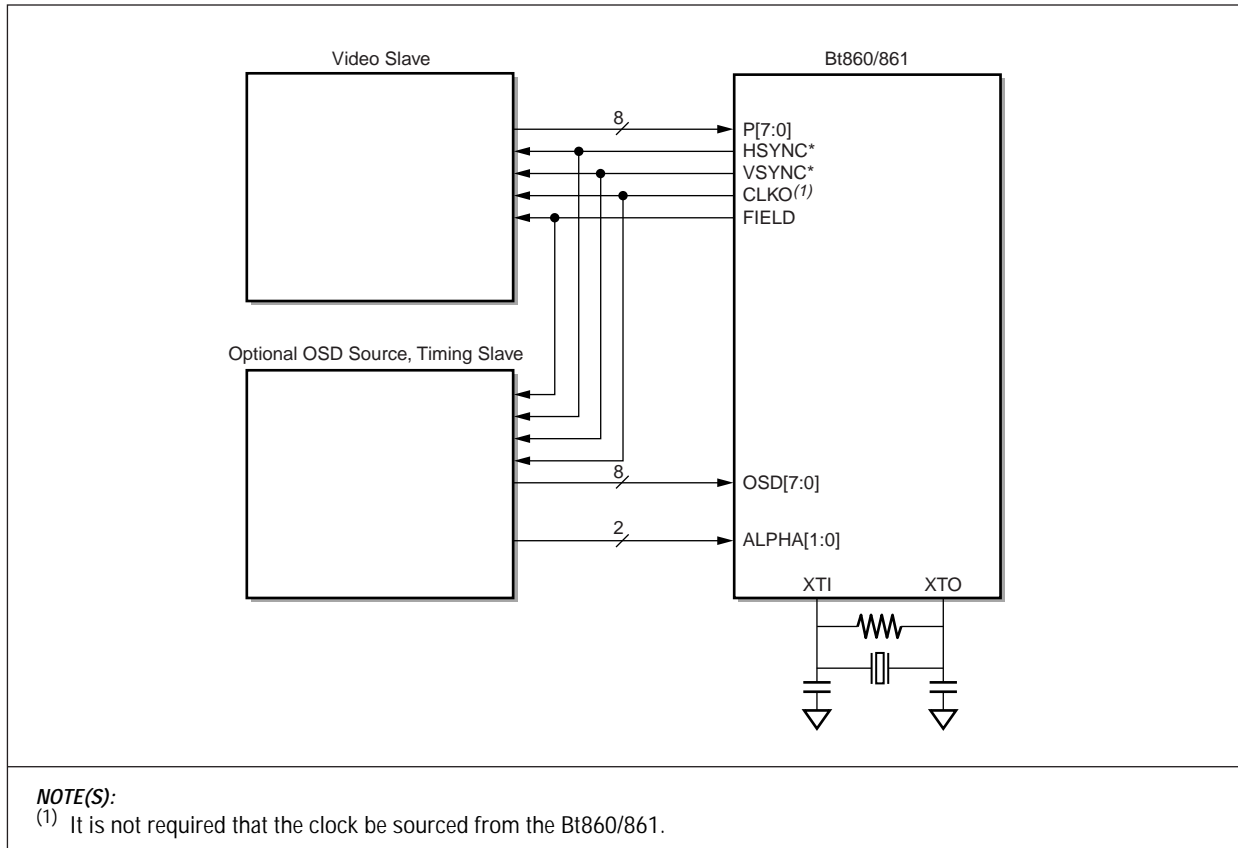 Video Slave
Bt860/861
8
P[7:0]
HSYNC*
VSYNC*
CLKO(1)
FIELD
Optional OSD Source, Timing Slave
8
OSD[7:0]
2
ALPHA[1:0]
XTI
XTO
NOTE(S):
(1) It is not required that the clock be sourced from the Bt860/861.